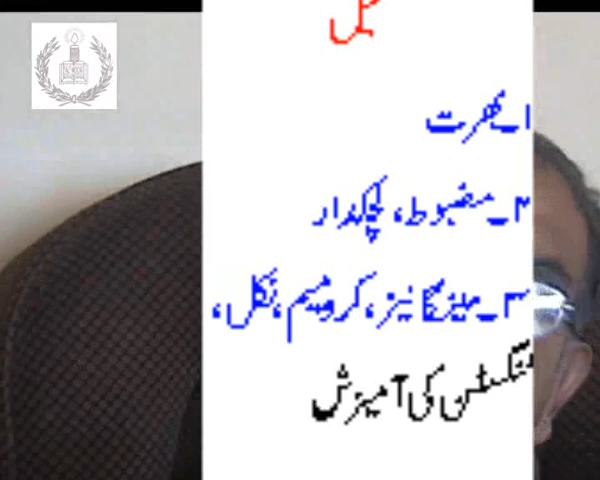 ۱۔بھرت
۲۔مضبوط، لچکدار
۳۔مینگانیز،کرومیم،نکل،
ٹنگسٹن کی آمیزش